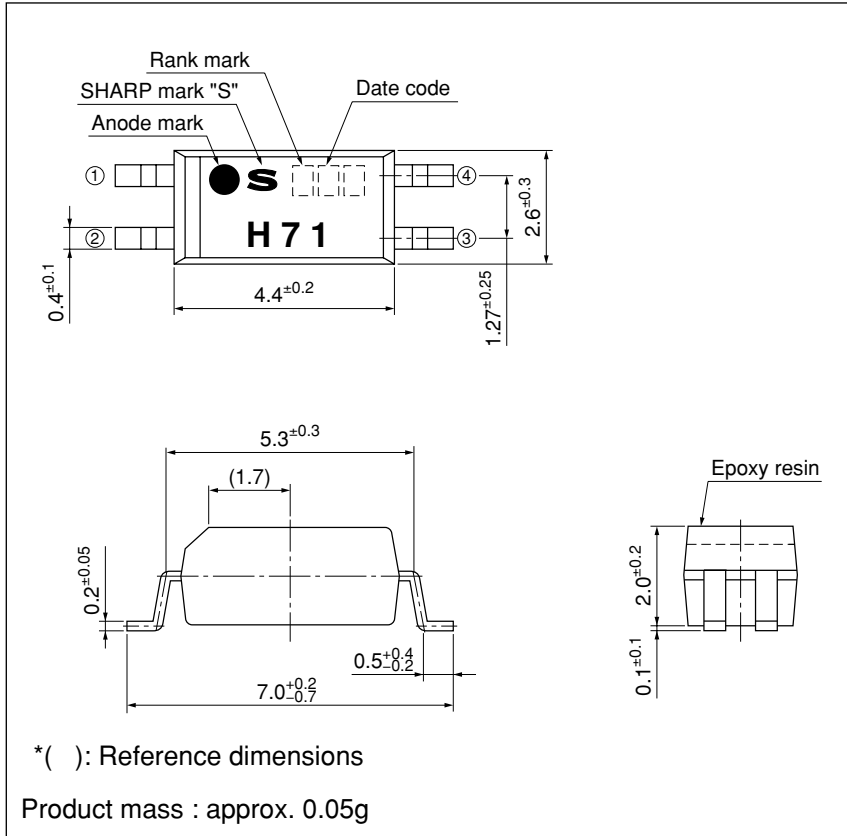 Rank mark
SHARP mark "S"
Date code
Anode mark
① S ④
② H 7 1 ③
0.4±0.1
4.4±0.2
1.27±0.25
2.6±0.3
5.3±0.3
(1.7)
Epoxy resin
0.2±0.05
2.0±0.2
0.5+0.4−0.2
0.1±0.1
7.0+0.2−0.7
*( ): Reference dimensions
Product mass : approx. 0.05g